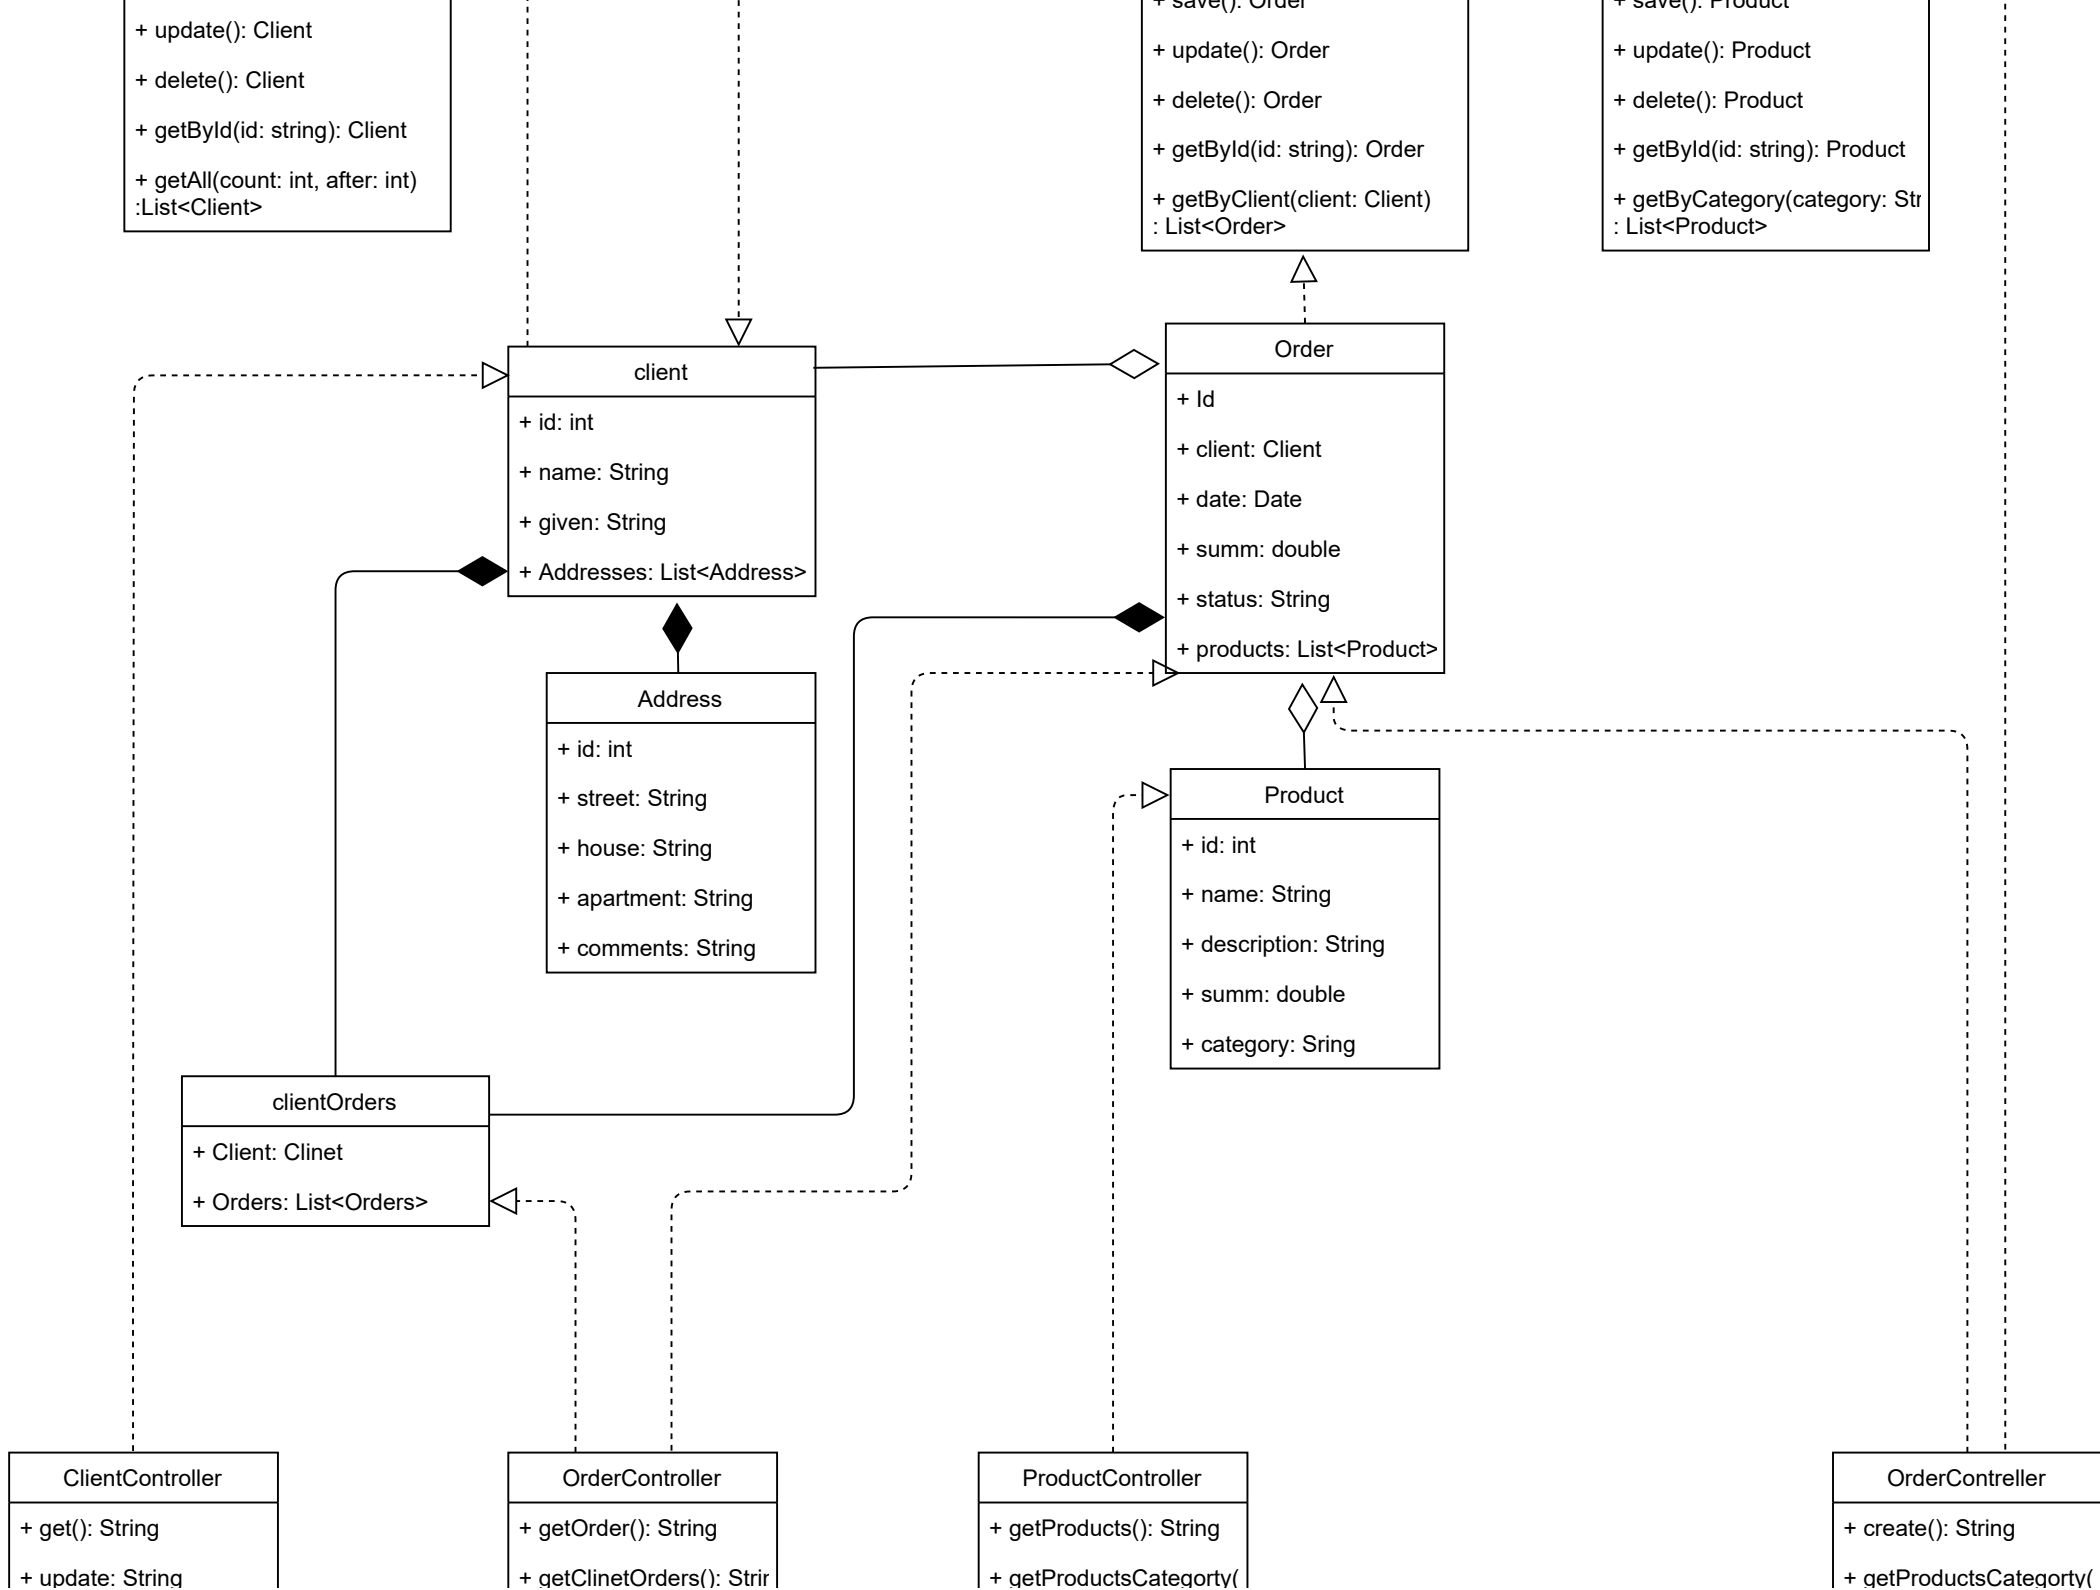 + update(): Client
+ delete(): Client
+ getById(id: string): Client
+ getAll(count: int, after: int)
:List<Client>
+ save(): Order
+ update(): Order
+ delete(): Order
+ getById(id: string): Order
+ getByClient(client: Client)
: List<Order>
+ save(): Product
+ update(): Product
+ delete(): Product
+ getById(id: string): Product
+ getByCategory(category: Str
: List<Product>
client
+ id: int
+ name: String
+ given: String
+ Addresses: List<Address>
Order
+ Id
+ client: Client
+ date: Date
+ summ: double
+ status: String
+ products: List<Product>
Address
+ id: int
+ street: String
+ house: String
+ apartment: String
+ comments: String
Product
+ id: int
+ name: String
+ description: String
+ summ: double
+ category: Sring
clientOrders
+ Client: Clinet
+ Orders: List<Orders>
ClientController
+ get(): String
+ update: String
OrderController
+ getOrder(): String
+ getClinetOrders(): Strin
ProductController
+ getProducts(): String
+ getProductsCategorty(
OrderContreller
+ create(): String
+ getProductsCategorty(